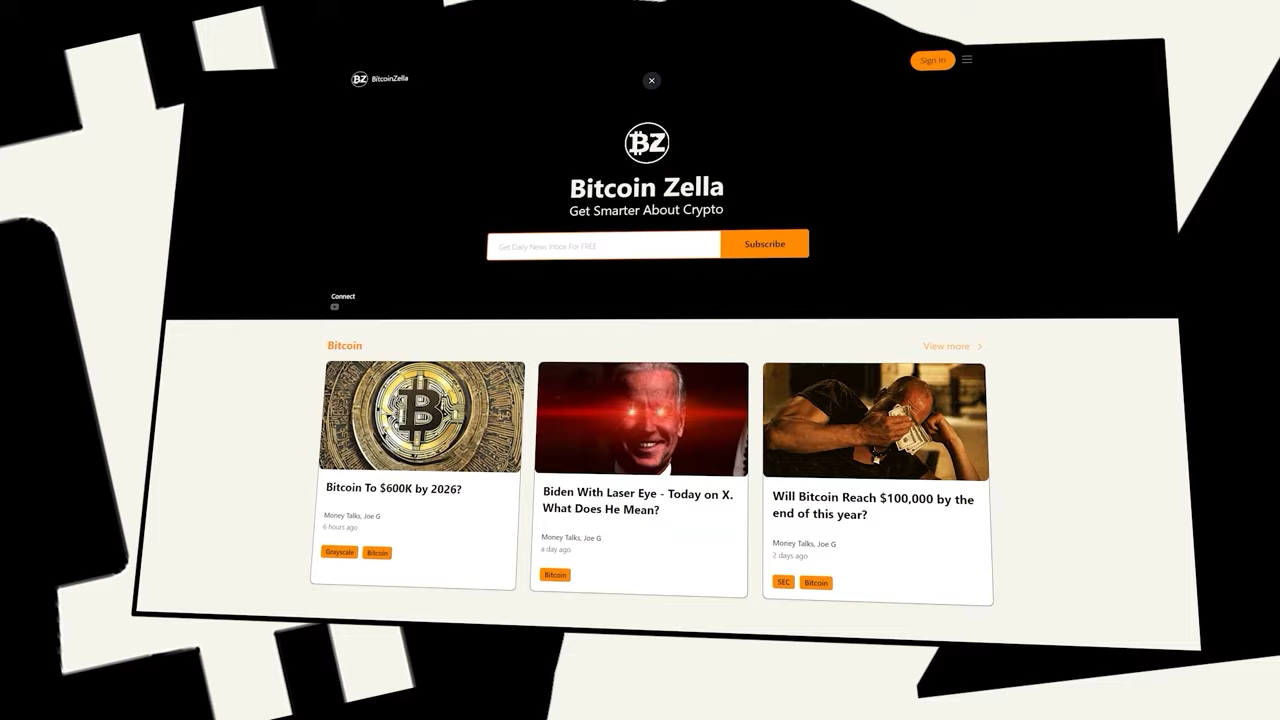 BZ BitcoinZella
Sign In
BZ
Bitcoin Zella
Get Smarter About Crypto
Get Daily News Inbox For FREE
Subscribe
Connect
Bitcoin
View more
Bitcoin To $600K by 2026?
Money Talks, Joe G
6 hours ago
Grayscale
Bitcoin
Biden With Laser Eye - Today on X.
What Does He Mean?
Money Talks, Joe G
a day ago
Bitcoin
Will Bitcoin Reach $100,000 by the
end of this year?
Money Talks, Joe G
2 days ago
SEC
Bitcoin